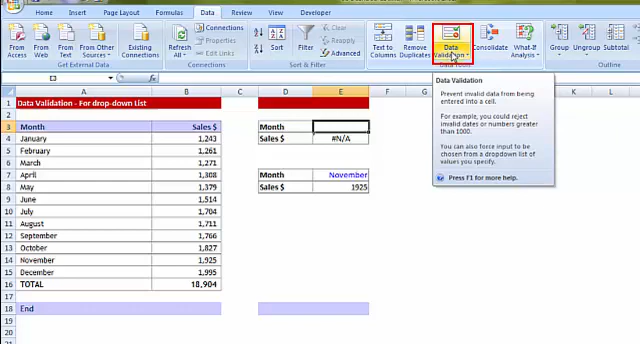 Home Insert Page Layout Formulas Data Review View Developer
From Access
From Web
From Text
From Other Sources
Existing Connections
Refresh All
Connections
Properties
Edit Links
Sort
Filter
Clear
Reapply
Advanced
Text to Columns
Remove Duplicates
Data Validation
Consolidate
What-If Analysis
Group
Ungroup
Subtotal
Get External Data Connections Sort & Filter Outline
E3
A B C D E F G K L
1 Data Validation - For drop-down List
2
3 Month Sales $ Month
4 January 1,243 Sales $ #N/A
5 February 1,261
6 March 1,271
7 April 1,308 Month November
8 May 1,379 Sales $ 1925
9 June 1,514
10 July 1,704
11 August 1,711
12 September 1,766
13 October 1,827
14 November 1,925
15 December 1,995
16 TOTAL 18,904
17
18 End
19
20
Data Validation
Prevent invalid data from being
entered into a cell.
For example, you could reject
invalid dates or numbers greater
than 1000.
You can also force input to be
chosen from a dropdown list of
values you specify.
Press F1 for more help.